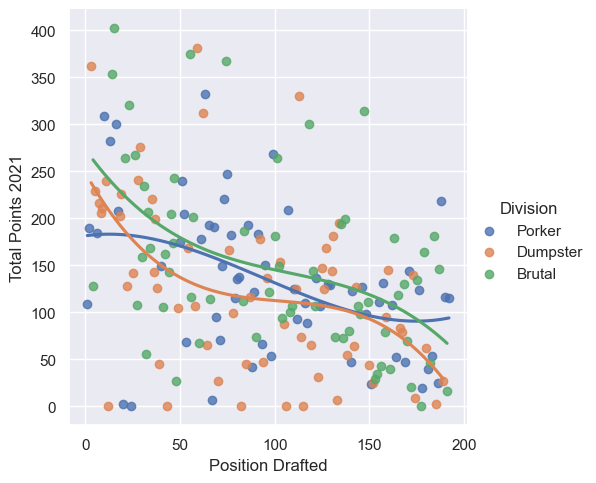 400
350
300
250
200
150
100
50
0
0 50 100 150 200
Total Points 2021
Position Drafted
Division
Porker
Dumpster
Brutal